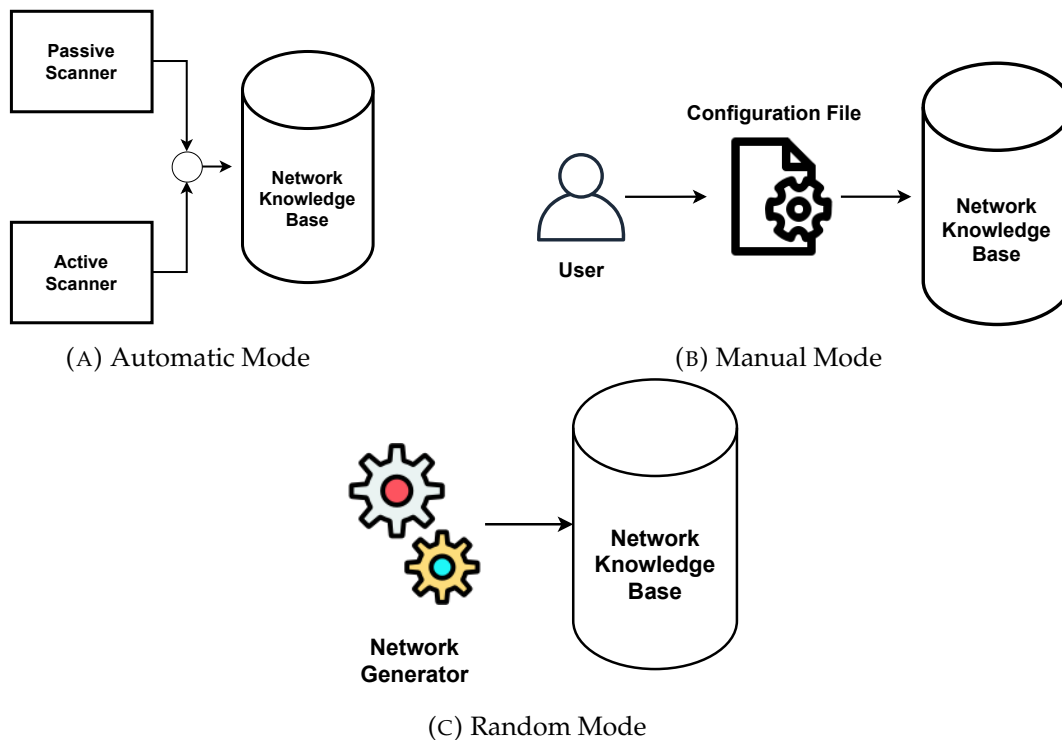 Passive
Scanner
Network
Knowledge
Base
Active
Scanner
(A) Automatic Mode
Configuration File
User
Network
Knowledge
Base
(B) Manual Mode
Network
Generator
Network
Knowledge
Base
(C) Random Mode